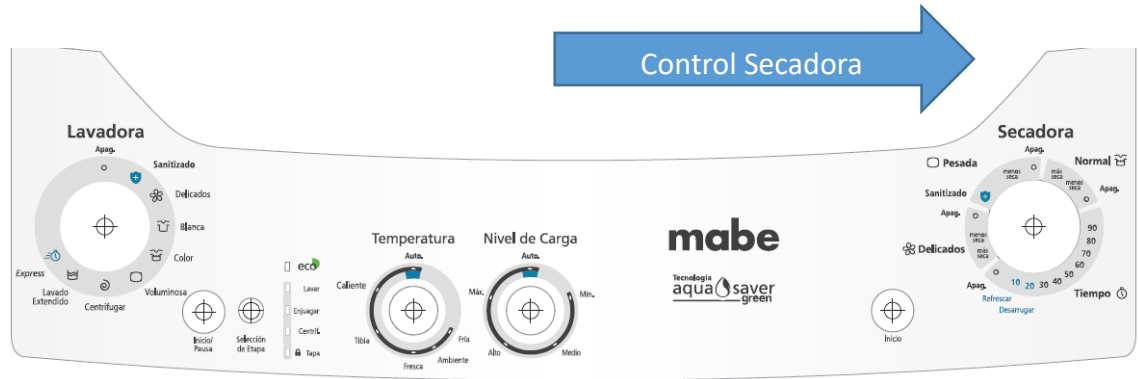 Control Secadora
Lavadora
Apag.
Sanitizado
Delicados
Blanca
Color
Voluminosa
Centrifugar
Lavado
Extendido
Express
Inicio/
Pausa
Selección
de Etapa
eco
Lavar
Enjuagar
Centrif.
Tapa
Temperatura
Auto.
Caliente
Tibia
Fresca
Ambiente
Fría
Nivel de Carga
Auto.
Máx.
Alto
Medio
Mín.
mabe
Tecnología
aqua saver
green
Inicio
Secadora
Apag.
Pesada
menos
seca
Sanitizado
Apag.
menos
seca
Delicados
más
seca
Apag.
Refrescar
Desarrugar
Normal
más
seca
menos
seca
Apag.
90
80
70
60
50
40
30
20
10
Tiempo